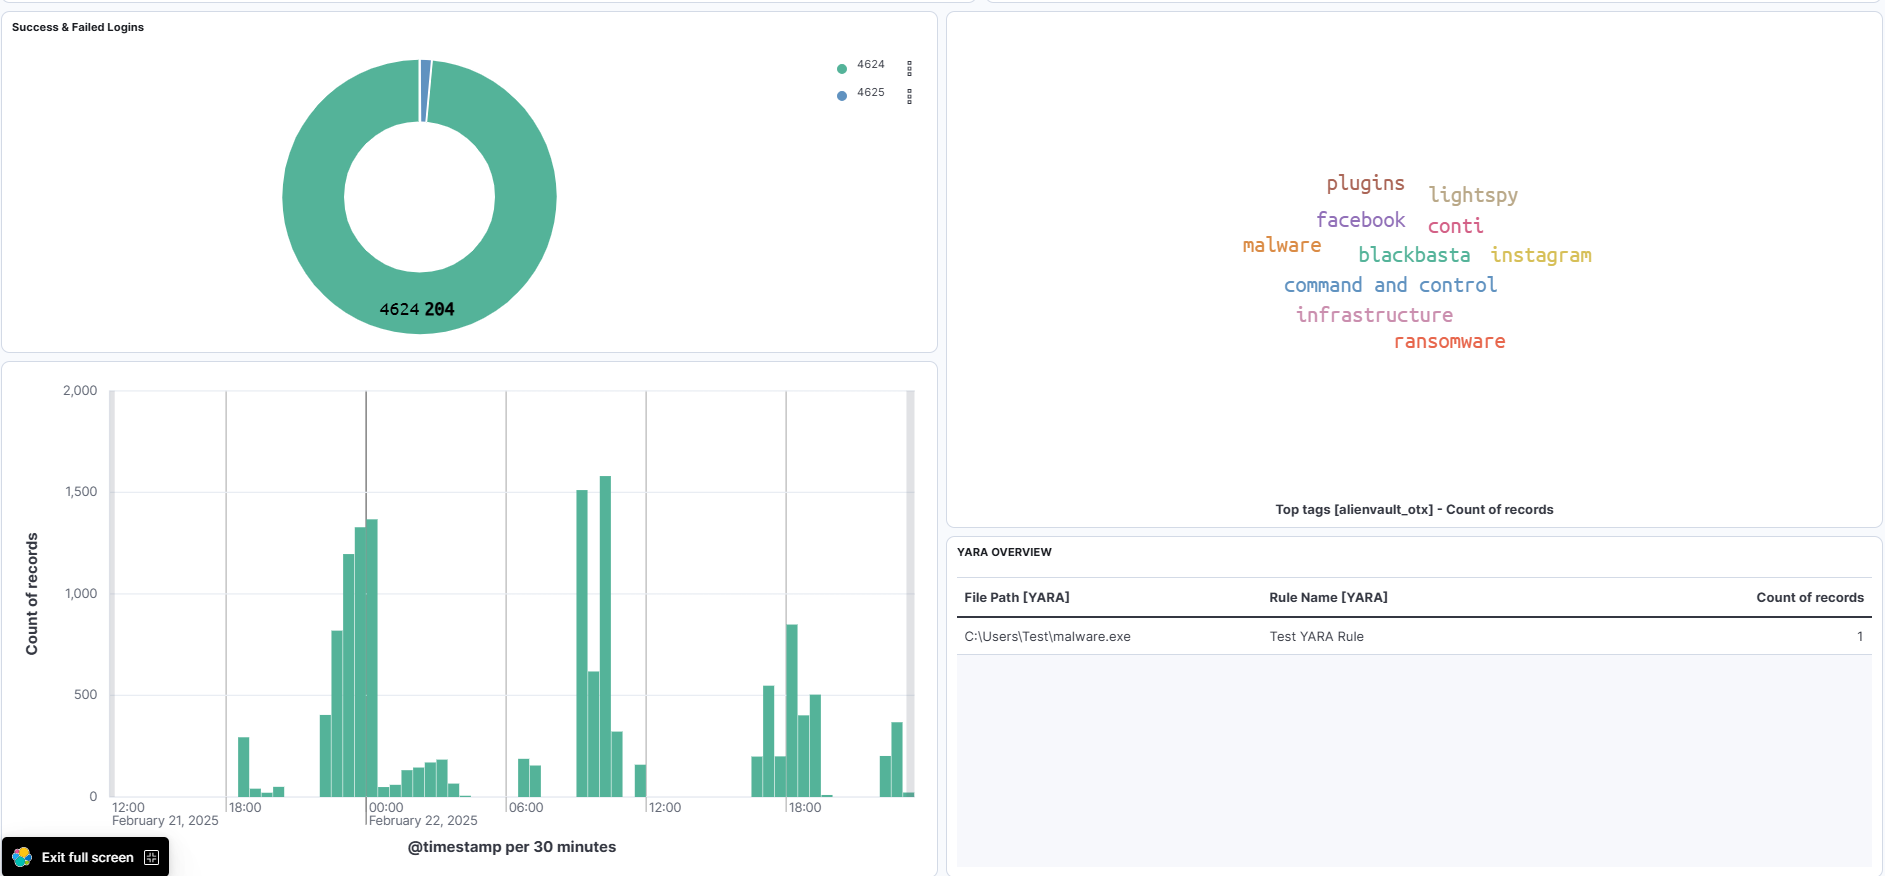 Success & Failed Logins
4624
4625
4624 204
2,000
1,500
1,000
500
0
Count of records
12:00
February 21, 2025
18:00
00:00
February 22, 2025
06:00
12:00
18:00
@timestamp per 30 minutes
Exit full screen
plugins
lightspy
facebook
conti
malware
blackbasta
instagram
command and control
infrastructure
ransomware
Top tags [alienvault_otx] - Count of records
YARA OVERVIEW
File Path [YARA] Rule Name [YARA] Count of records
C:\Users\Test\malware.exe Test YARA Rule 1